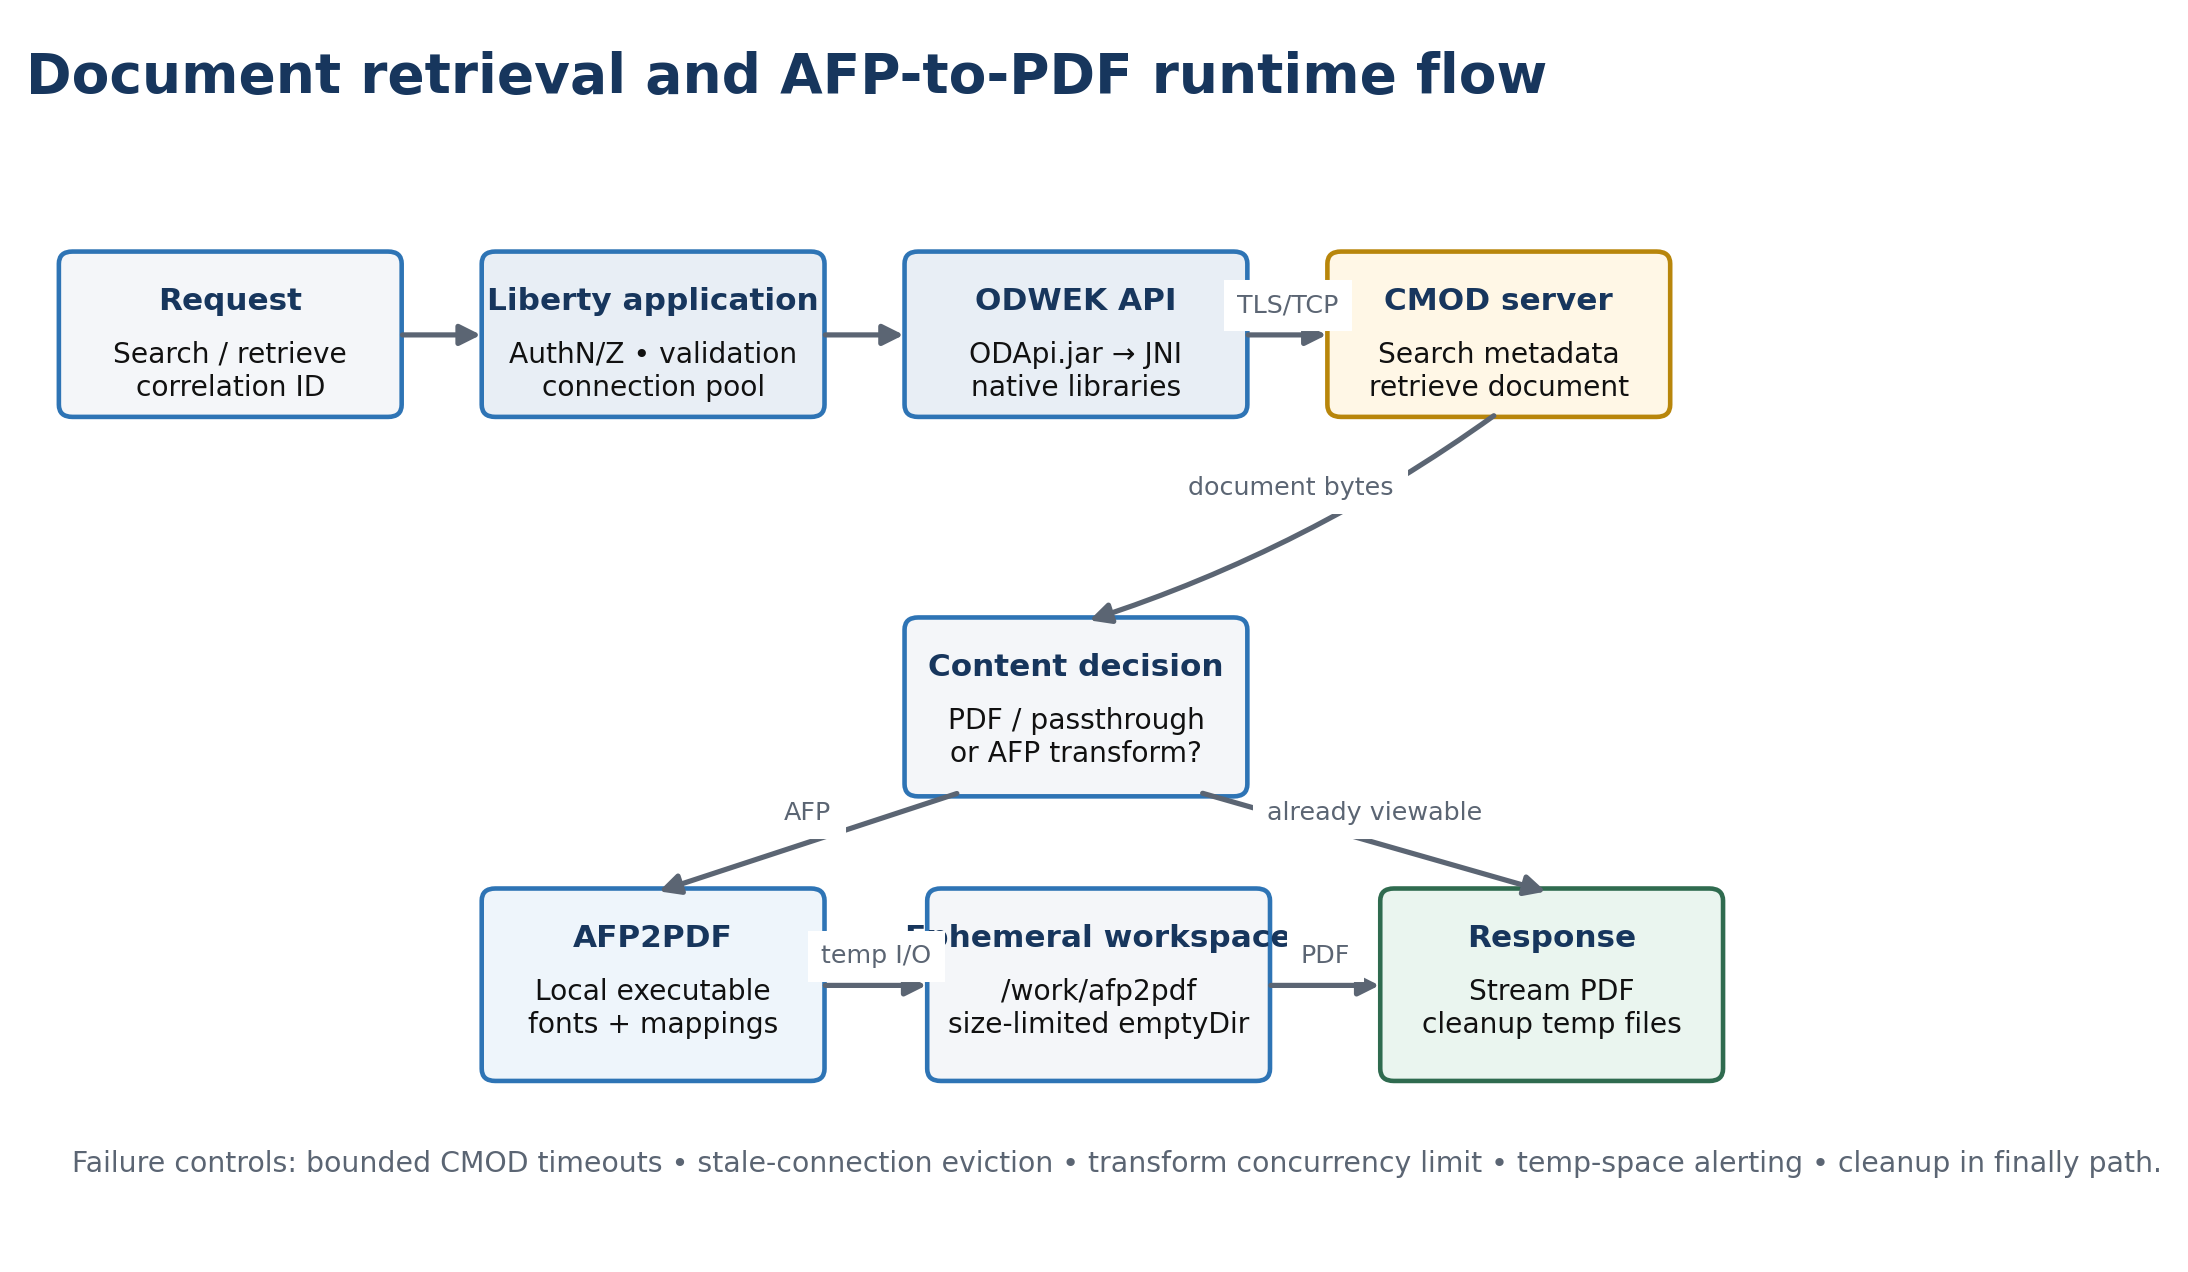 Document retrieval and AFP-to-PDF runtime flow
Request
Search / retrieve
correlation ID
Liberty application
AuthN/Z • validation
connection pool
ODWEK API
ODApi.jar → JNI
native libraries
TLS/TCP
CMOD server
Search metadata
retrieve document
document bytes
Content decision
PDF / passthrough
or AFP transform?
AFP
already viewable
AFP2PDF
Local executable
fonts + mappings
temp I/O
Ephemeral workspace
/work/afp2pdf
size-limited emptyDir
PDF
Response
Stream PDF
cleanup temp files
Failure controls: bounded CMOD timeouts • stale-connection eviction • transform concurrency limit • temp-space alerting • cleanup in finally path.